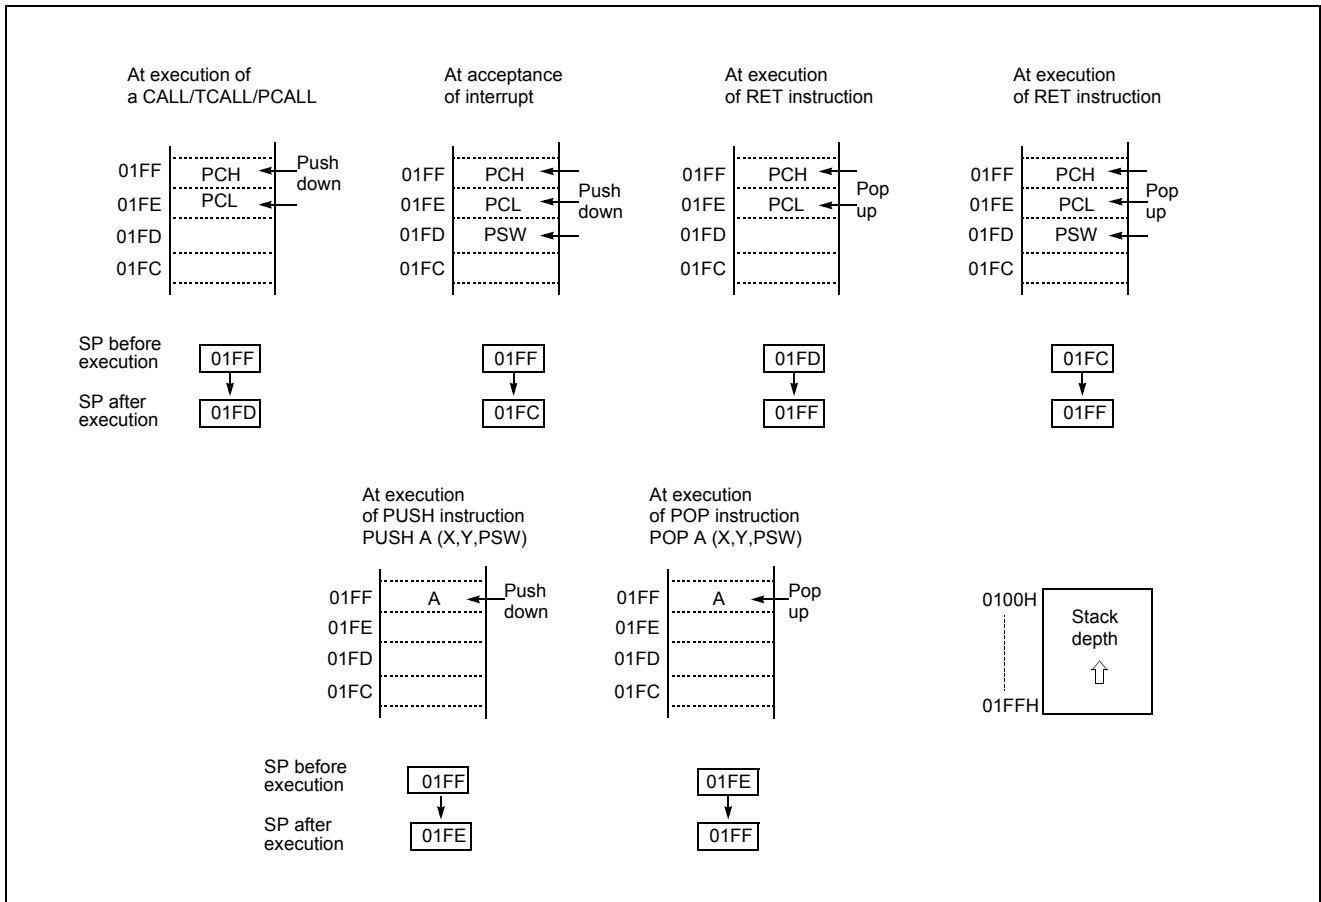 At execution of
a CALL/TCALL/PCALL
01FF
PCH
Push
down
01FE
PCL
01FD
01FC
SP before
execution
01FF
SP after
execution
01FD
At acceptance
of interrupt
01FF
PCH
01FE
PCL
Push
down
01FD
PSW
01FC
01FF
01FC
At execution
of RET instruction
01FF
PCH
01FE
PCL
Pop
up
01FD
01FC
01FD
01FF
At execution
of RET instruction
01FF
PCH
01FE
PCL
Pop
up
01FD
PSW
01FC
01FC
01FF
At execution
of PUSH instruction
PUSH A (X,Y,PSW)
01FF
A
Push
down
01FE
01FD
01FC
SP before
execution
01FF
SP after
execution
01FE
At execution
of POP instruction
POP A (X,Y,PSW)
01FF
A
Pop
up
01FE
01FD
01FC
01FE
01FF
0100H
Stack
depth
01FFH